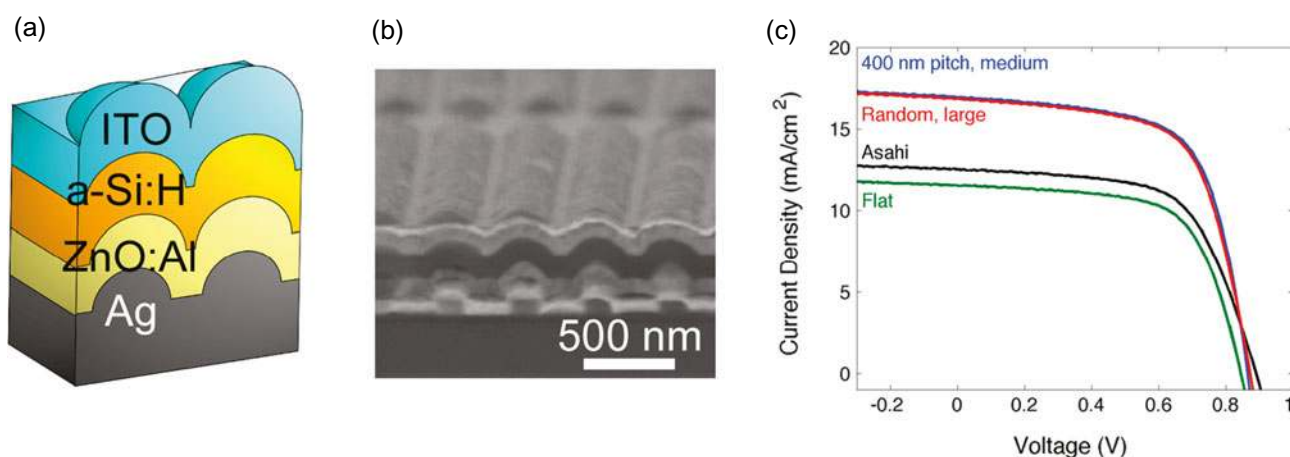 (a)
ITO
a-Si:H
ZnO:Al
Ag
(b)
500 nm
(c)
20
15
10
5
0
Current Density (mA/cm²)
400 nm pitch, medium
Random, large
Asahi
Flat
-0.2
0
0.2
0.4
0.6
0.8
1
Voltage (V)